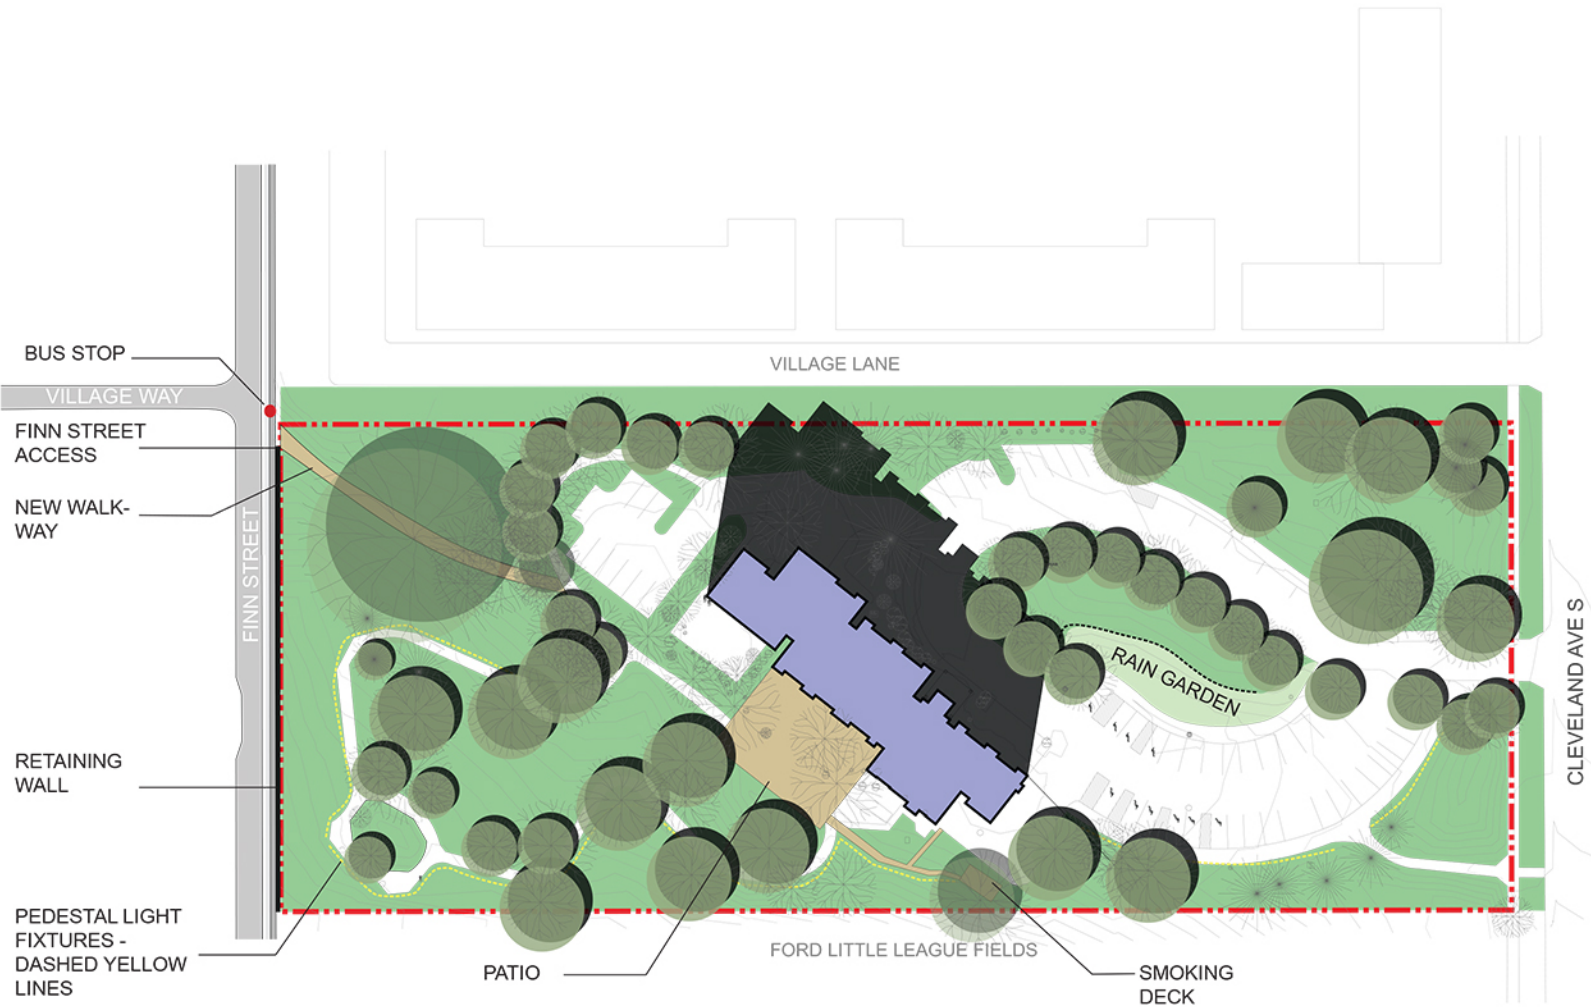 VILLAGE LANE
BUS STOP
VILLAGE WAY
FINN STREET
ACCESS
NEW WALK-
WAY
FINN STREET
RAIN GARDEN
CLEVELAND AVE S
RETAINING
WALL
PEDESTAL LIGHT
FIXTURES -
DASHED YELLOW
LINES
PATIO
FORD LITTLE LEAGUE FIELDS
SMOKING
DECK